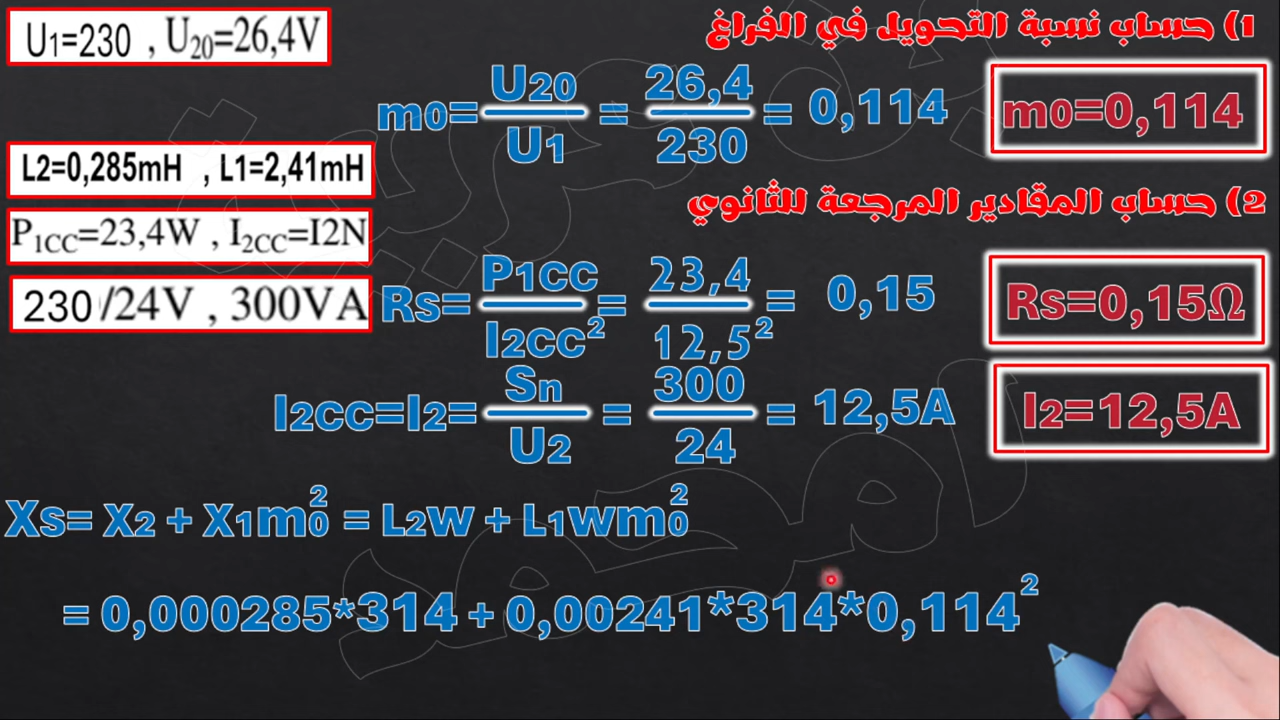 U1=230 , U20=26,4V
1) حساب نسبة التحويل في الفراغ
m0= U20/U1 = 26,4/230 = 0,114
m0=0,114
L2=0,285mH , L1=2,41mH
2) حساب المقادير المرجعة للثانوي
P1CC=23,4W , I2CC=I2N
230/24V , 300VA
Rs= P1CC/I2CC² = 23,4/12,5² = 0,15
Rs=0,15Ω
I2CC=I2= Sn/U2 = 300/24 = 12,5A
I2=12,5A
Xs= X2 + X1m0² = L2w + L1wm0²
= 0,000285*314 + 0,00241*314*0,114²